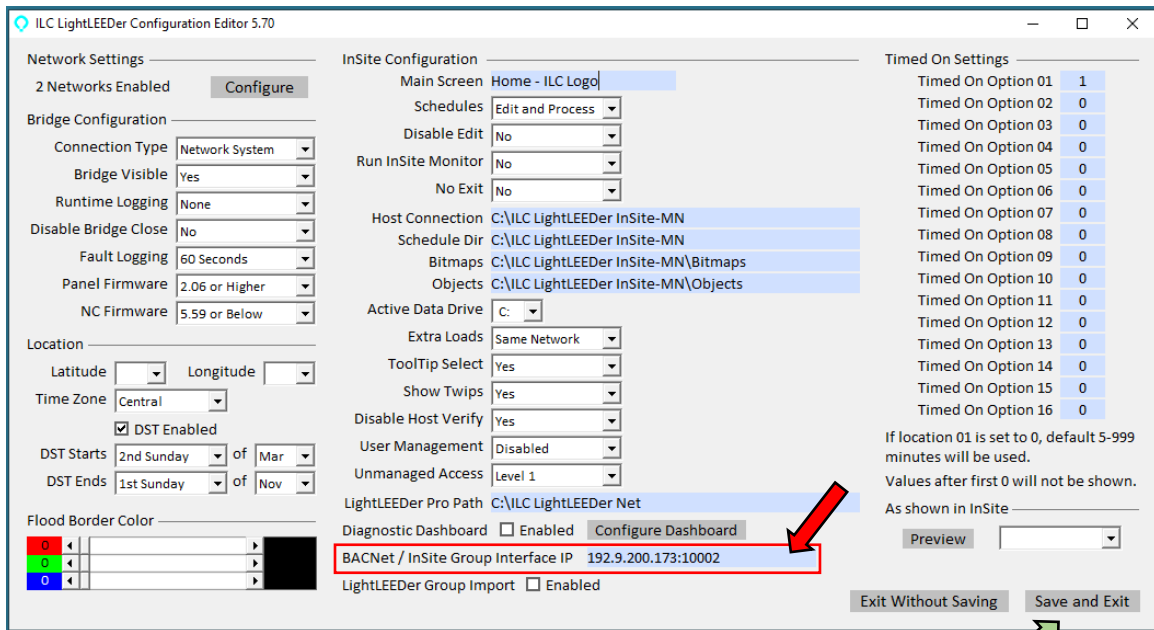 ILC LightLEEDer Configuration Editor 5.70
Network Settings
2 Networks Enabled Configure
Bridge Configuration
Connection Type Network System
Bridge Visible Yes
Runtime Logging None
Disable Bridge Close No
Fault Logging 60 Seconds
Panel Firmware 2.06 or Higher
NC Firmware 5.59 or Below
Location
Latitude Longitude
Time Zone Central
DST Enabled
DST Starts 2nd Sunday of Mar
DST Ends 1st Sunday of Nov
Flood Border Color
0
0
0
InSite Configuration
Main Screen Home - ILC Logo
Schedules Edit and Process
Disable Edit No
Run InSite Monitor No
No Exit No
Host Connection C:\ILC LightLEEDer InSite-MN
Schedule Dir C:\ILC LightLEEDer InSite-MN
Bitmaps C:\ILC LightLEEDer InSite-MN\Bitmaps
Objects C:\ILC LightLEEDer InSite-MN\Objects
Active Data Drive C:
Extra Loads Same Network
ToolTip Select Yes
Show Twips Yes
Disable Host Verify Yes
User Management Disabled
Unmanaged Access Level 1
LightLEEDer Pro Path C:\ILC LightLEEDer Net
Diagnostic Dashboard Enabled Configure Dashboard
BACNet / InSite Group Interface IP 192.9.200.173:10002
LightLEEDer Group Import Enabled
Timed On Settings
Timed On Option 01 1
Timed On Option 02 0
Timed On Option 03 0
Timed On Option 04 0
Timed On Option 05 0
Timed On Option 06 0
Timed On Option 07 0
Timed On Option 08 0
Timed On Option 09 0
Timed On Option 10 0
Timed On Option 11 0
Timed On Option 12 0
Timed On Option 13 0
Timed On Option 14 0
Timed On Option 15 0
Timed On Option 16 0
If location 01 is set to 0, default 5-999
minutes will be used.
Values after first 0 will not be shown.
As shown in InSite
Preview
Exit Without Saving Save and Exit